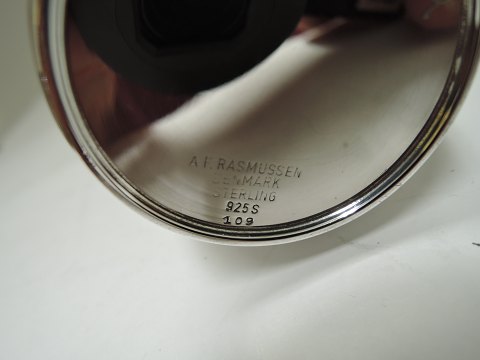 A.F. RASMUSSEN
DENMARK
STERLING
925 S
109